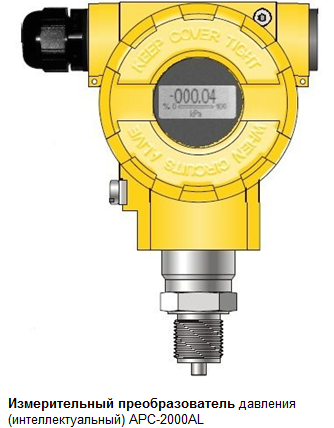 KEEP COVER TIGHT
-000.04
% 0 100
kPa
WHEN CIRCUITS ALIVE
Измерительный преобразователь давления
(интеллектуальный) APC-2000AL